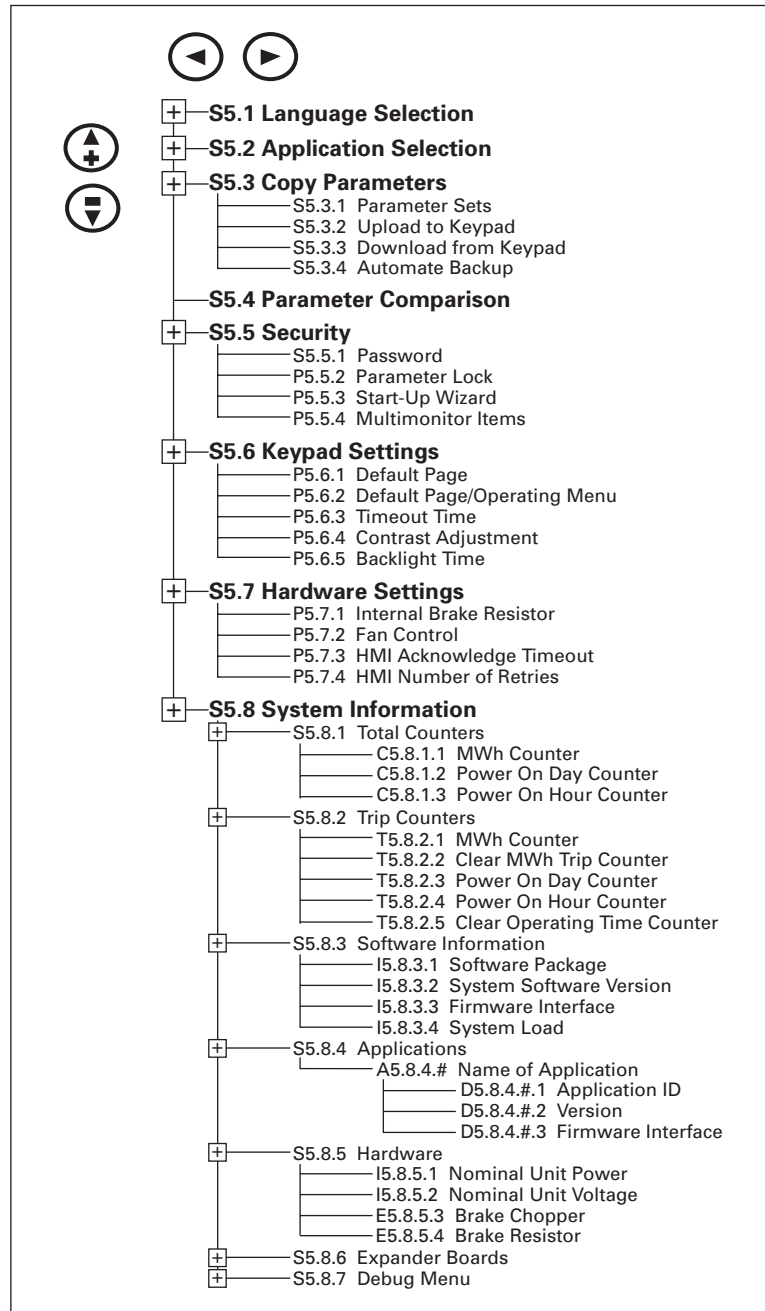 S5.1 Language Selection
S5.2 Application Selection
S5.3 Copy Parameters
S5.3.1 Parameter Sets
S5.3.2 Upload to Keypad
S5.3.3 Download from Keypad
S5.3.4 Automate Backup
S5.4 Parameter Comparison
S5.5 Security
S5.5.1 Password
P5.5.2 Parameter Lock
P5.5.3 Start-Up Wizard
P5.5.4 Multimonitor Items
S5.6 Keypad Settings
P5.6.1 Default Page
P5.6.2 Default Page/Operating Menu
P5.6.3 Timeout Time
P5.6.4 Contrast Adjustment
P5.6.5 Backlight Time
S5.7 Hardware Settings
P5.7.1 Internal Brake Resistor
P5.7.2 Fan Control
P5.7.3 HMI Acknowledge Timeout
P5.7.4 HMI Number of Retries
S5.8 System Information
S5.8.1 Total Counters
C5.8.1.1 MWh Counter
C5.8.1.2 Power On Day Counter
C5.8.1.3 Power On Hour Counter
S5.8.2 Trip Counters
T5.8.2.1 MWh Counter
T5.8.2.2 Clear MWh Trip Counter
T5.8.2.3 Power On Day Counter
T5.8.2.4 Power On Hour Counter
T5.8.2.5 Clear Operating Time Counter
S5.8.3 Software Information
I5.8.3.1 Software Package
I5.8.3.2 System Software Version
I5.8.3.3 Firmware Interface
I5.8.3.4 System Load
S5.8.4 Applications
A5.8.4.# Name of Application
D5.8.4.#.1 Application ID
D5.8.4.#.2 Version
D5.8.4.#.3 Firmware Interface
S5.8.5 Hardware
I5.8.5.1 Nominal Unit Power
I5.8.5.2 Nominal Unit Voltage
E5.8.5.3 Brake Chopper
E5.8.5.4 Brake Resistor
S5.8.6 Expander Boards
S5.8.7 Debug Menu